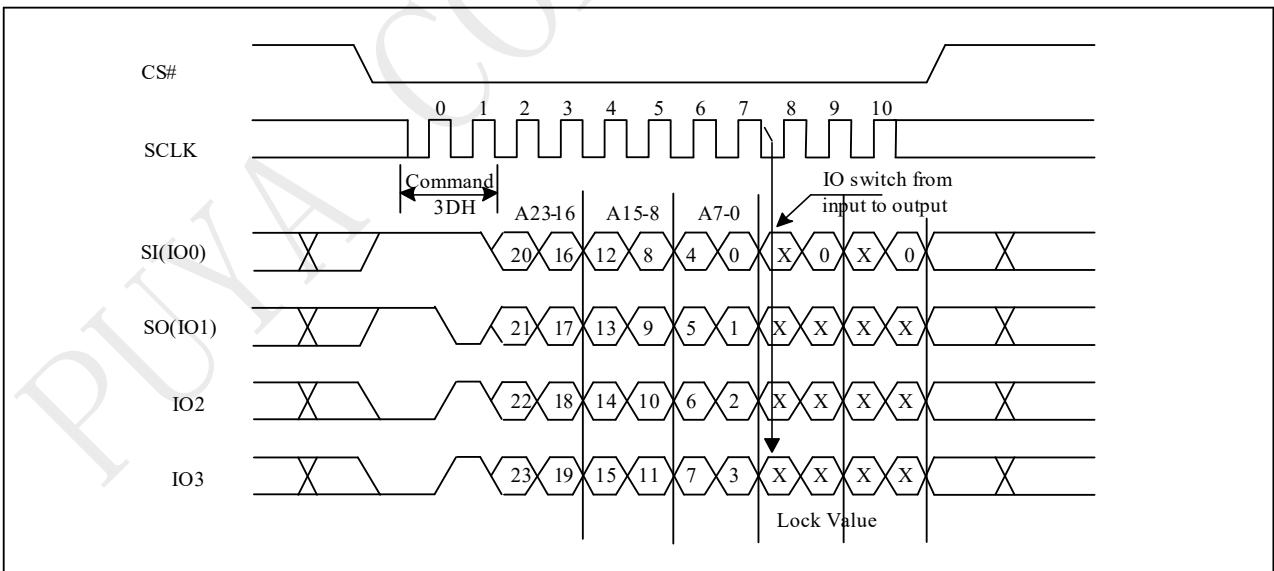 PUYA CO
CS#
0 1 2 3 4 5 6 7 8 9 10
SCLK
Command
3DH
IO switch from
input to output
A23-16 A15-8 A7-0
SI(IO0) 20 16 12 8 4 0 X 0 X 0
SO(IO1) 21 17 13 9 5 1 X X X X
IO2 22 18 14 10 6 2 X X X X
IO3 23 19 15 11 7 3 X X X X
Lock Value